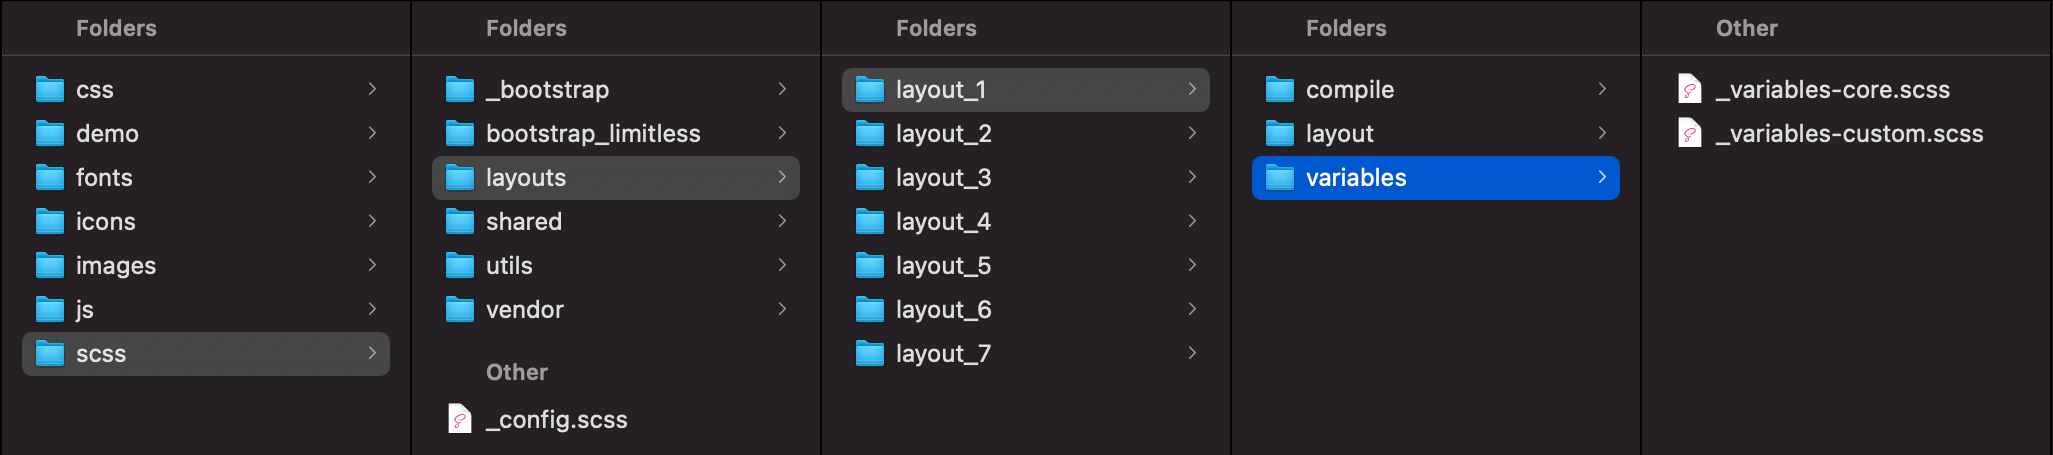 Folders
css
demo
fonts
icons
images
js
scss
Folders
_bootstrap
bootstrap_limitless
layouts
shared
utils
vendor
Other
_config.scss
Folders
layout_1
layout_2
layout_3
layout_4
layout_5
layout_6
layout_7
Folders
compile
layout
variables
Other
_variables-core.scss
_variables-custom.scss